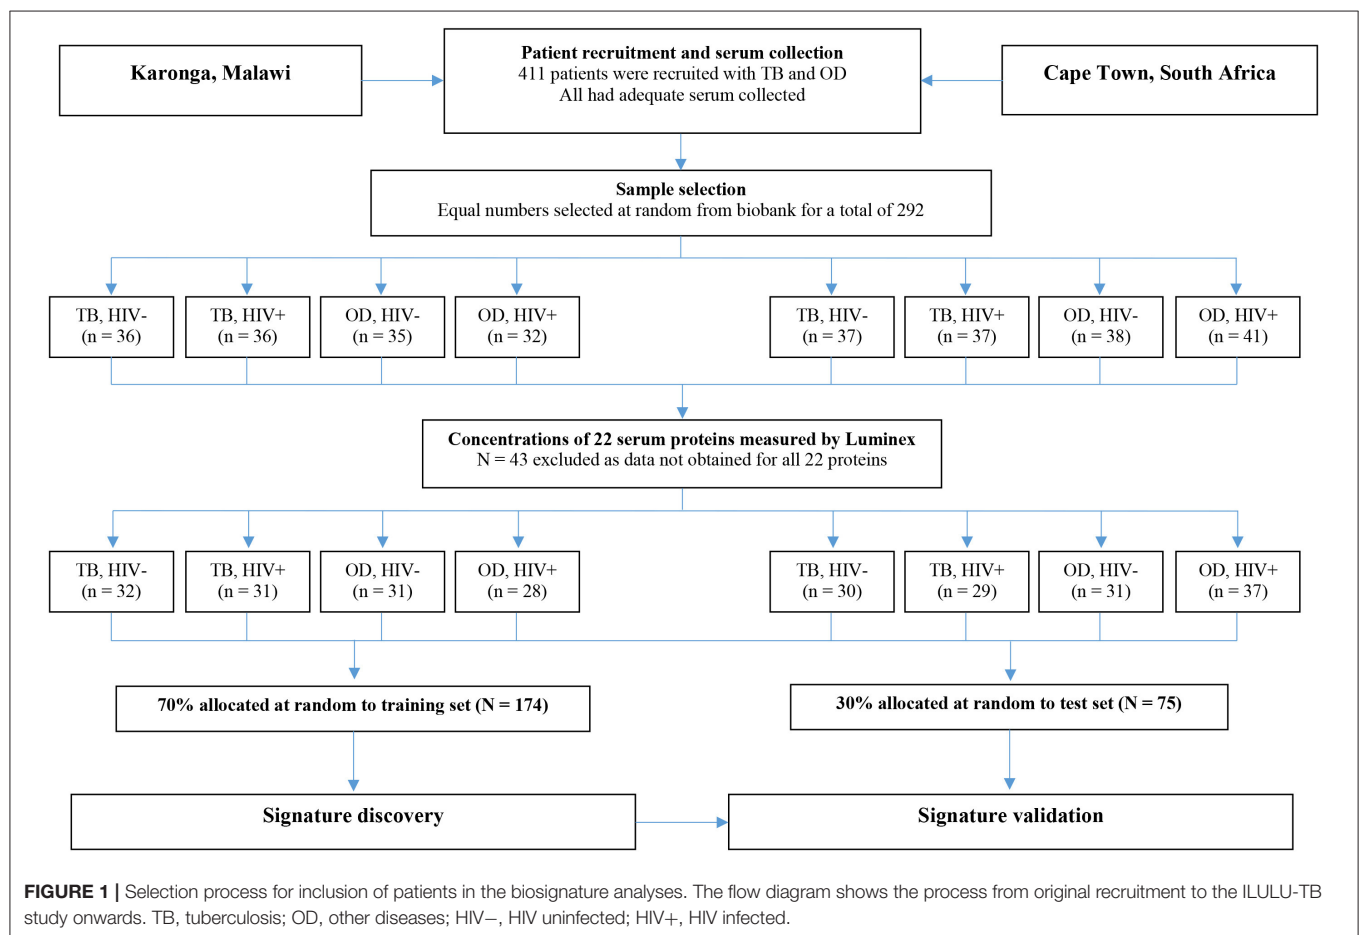 Karonga, Malawi
Patient recruitment and serum collection
411 patients were recruited with TB and OD
All had adequate serum collected
Cape Town, South Africa
Sample selection
Equal numbers selected at random from biobank for a total of 292
TB, HIV-
(n = 36)
TB, HIV+
(n = 36)
OD, HIV-
(n = 35)
OD, HIV+
(n = 32)
TB, HIV-
(n = 37)
TB, HIV+
(n = 37)
OD, HIV-
(n = 38)
OD, HIV+
(n = 41)
Concentrations of 22 serum proteins measured by Luminex
N = 43 excluded as data not obtained for all 22 proteins
TB, HIV-
(n = 32)
TB, HIV+
(n = 31)
OD, HIV-
(n = 31)
OD, HIV+
(n = 28)
TB, HIV-
(n = 30)
TB, HIV+
(n = 29)
OD, HIV-
(n = 31)
OD, HIV+
(n = 37)
70% allocated at random to training set (N = 174)
30% allocated at random to test set (N = 75)
Signature discovery
Signature validation
FIGURE 1 | Selection process for inclusion of patients in the biosignature analyses. The flow diagram shows the process from original recruitment to the ILULU-TB
study onwards. TB, tuberculosis; OD, other diseases; HIV−, HIV uninfected; HIV+, HIV infected.